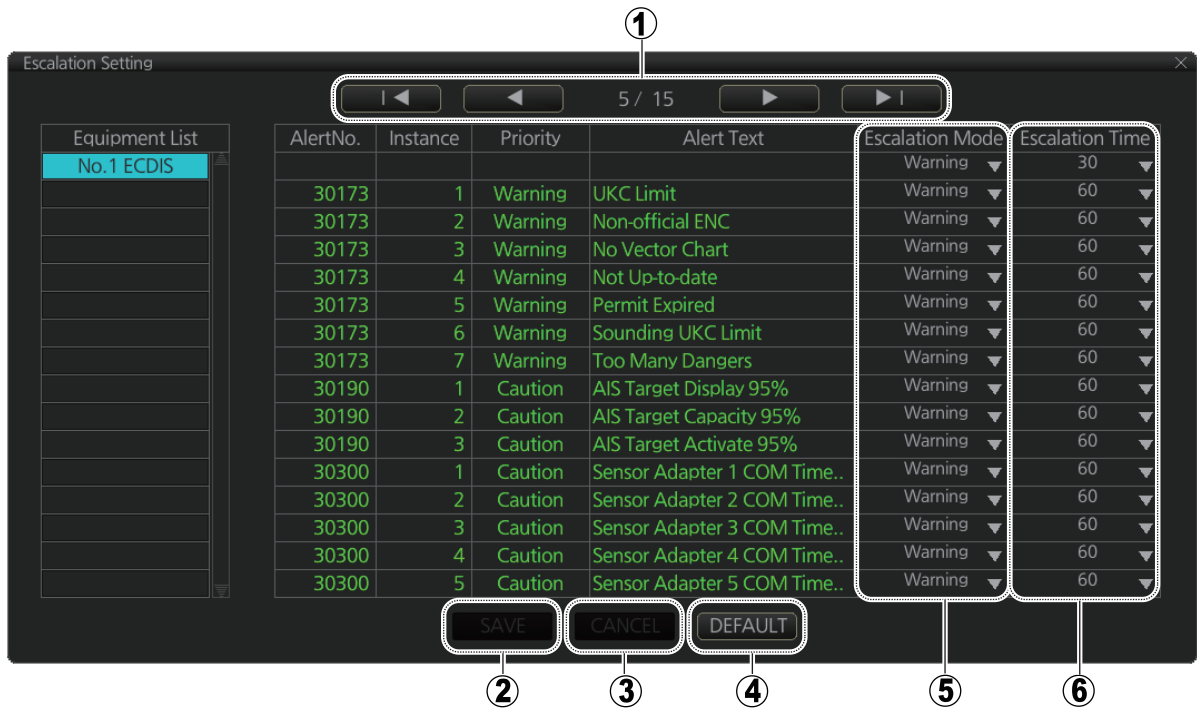 1
Escalation Setting
5 / 15
Equipment List AlertNo. Instance Priority Alert Text Escalation Mode Escalation Time
No.1 ECDIS Warning 30
30173 1 Warning UKC Limit Warning 60
30173 2 Warning Non-official ENC Warning 60
30173 3 Warning No Vector Chart Warning 60
30173 4 Warning Not Up-to-date Warning 60
30173 5 Warning Permit Expired Warning 60
30173 6 Warning Sounding UKC Limit Warning 60
30173 7 Warning Too Many Dangers Warning 60
30190 1 Caution AIS Target Display 95% Warning 60
30190 2 Caution AIS Target Capacity 95% Warning 60
30190 3 Caution AIS Target Activate 95% Warning 60
30300 1 Caution Sensor Adapter 1 COM Time.. Warning 60
30300 2 Caution Sensor Adapter 2 COM Time.. Warning 60
30300 3 Caution Sensor Adapter 3 COM Time.. Warning 60
30300 4 Caution Sensor Adapter 4 COM Time.. Warning 60
30300 5 Caution Sensor Adapter 5 COM Time.. Warning 60
SAVE CANCEL DEFAULT
2 3 4 5 6